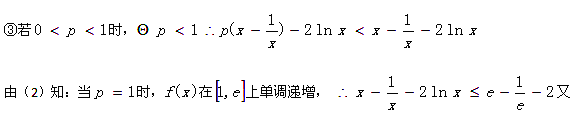 ③若 0 < p < 1时，Θ p < 1 ∴ p(x - 1/x) - 2 ln x < x - 1/x - 2 ln x
由（2）知：当 p = 1时，f(x)在[1, e]上单调递增， ∴ x - 1/x - 2 ln x ≤ e - 1/e - 2又